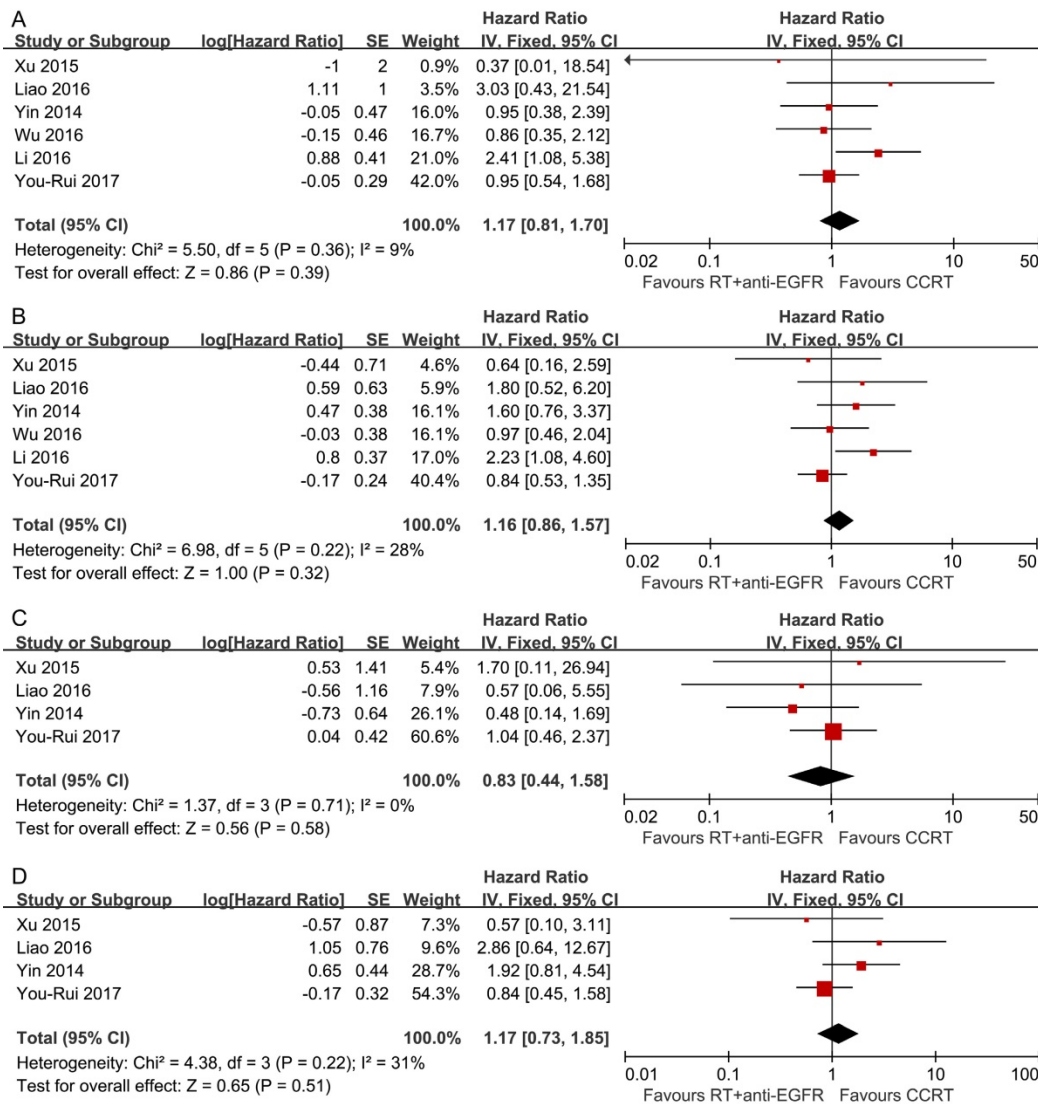 A Hazard Ratio Hazard Ratio
Study or Subgroup log[Hazard Ratio] SE Weight IV, Fixed, 95% CI IV, Fixed, 95% CI
Xu 2015 -1 2 0.9% 0.37 [0.01, 18.54]
Liao 2016 1.11 1 3.5% 3.03 [0.43, 21.54]
Yin 2014 -0.05 0.47 16.0% 0.95 [0.38, 2.39]
Wu 2016 -0.15 0.46 16.7% 0.86 [0.35, 2.12]
Li 2016 0.88 0.41 21.0% 2.41 [1.08, 5.38]
You-Rui 2017 -0.05 0.29 42.0% 0.95 [0.54, 1.68]
Total (95% CI) 100.0% 1.17 [0.81, 1.70]
Heterogeneity: Chi² = 5.50, df = 5 (P = 0.36); I² = 9%
Test for overall effect: Z = 0.86 (P = 0.39)
0.02 0.1 1 10 50
Favours RT+anti-EGFR Favours CCRT
B Hazard Ratio Hazard Ratio
Study or Subgroup log[Hazard Ratio] SE Weight IV, Fixed, 95% CI IV, Fixed, 95% CI
Xu 2015 -0.44 0.71 4.6% 0.64 [0.16, 2.59]
Liao 2016 0.59 0.63 5.9% 1.80 [0.52, 6.20]
Yin 2014 0.47 0.38 16.1% 1.60 [0.76, 3.37]
Wu 2016 -0.03 0.38 16.1% 0.97 [0.46, 2.04]
Li 2016 0.8 0.37 17.0% 2.23 [1.08, 4.60]
You-Rui 2017 -0.17 0.24 40.4% 0.84 [0.53, 1.35]
Total (95% CI) 100.0% 1.16 [0.86, 1.57]
Heterogeneity: Chi² = 6.98, df = 5 (P = 0.22); I² = 28%
Test for overall effect: Z = 1.00 (P = 0.32)
0.02 0.1 1 10 50
Favours RT+anti-EGFR Favours CCRT
C Hazard Ratio Hazard Ratio
Study or Subgroup log[Hazard Ratio] SE Weight IV, Fixed, 95% CI IV, Fixed, 95% CI
Xu 2015 0.53 1.41 5.4% 1.70 [0.11, 26.94]
Liao 2016 -0.56 1.16 7.9% 0.57 [0.06, 5.55]
Yin 2014 -0.73 0.64 26.1% 0.48 [0.14, 1.69]
You-Rui 2017 0.04 0.42 60.6% 1.04 [0.46, 2.37]
Total (95% CI) 100.0% 0.83 [0.44, 1.58]
Heterogeneity: Chi² = 1.37, df = 3 (P = 0.71); I² = 0%
Test for overall effect: Z = 0.56 (P = 0.58)
0.02 0.1 1 10 50
Favours RT+anti-EGFR Favours CCRT
D Hazard Ratio Hazard Ratio
Study or Subgroup log[Hazard Ratio] SE Weight IV, Fixed, 95% CI IV, Fixed, 95% CI
Xu 2015 -0.57 0.87 7.3% 0.57 [0.10, 3.11]
Liao 2016 1.05 0.76 9.6% 2.86 [0.64, 12.67]
Yin 2014 0.65 0.44 28.7% 1.92 [0.81, 4.54]
You-Rui 2017 -0.17 0.32 54.3% 0.84 [0.45, 1.58]
Total (95% CI) 100.0% 1.17 [0.73, 1.85]
Heterogeneity: Chi² = 4.38, df = 3 (P = 0.22); I² = 31%
Test for overall effect: Z = 0.65 (P = 0.51)
0.01 0.1 1 10 100
Favours RT+anti-EGFR Favours CCRT